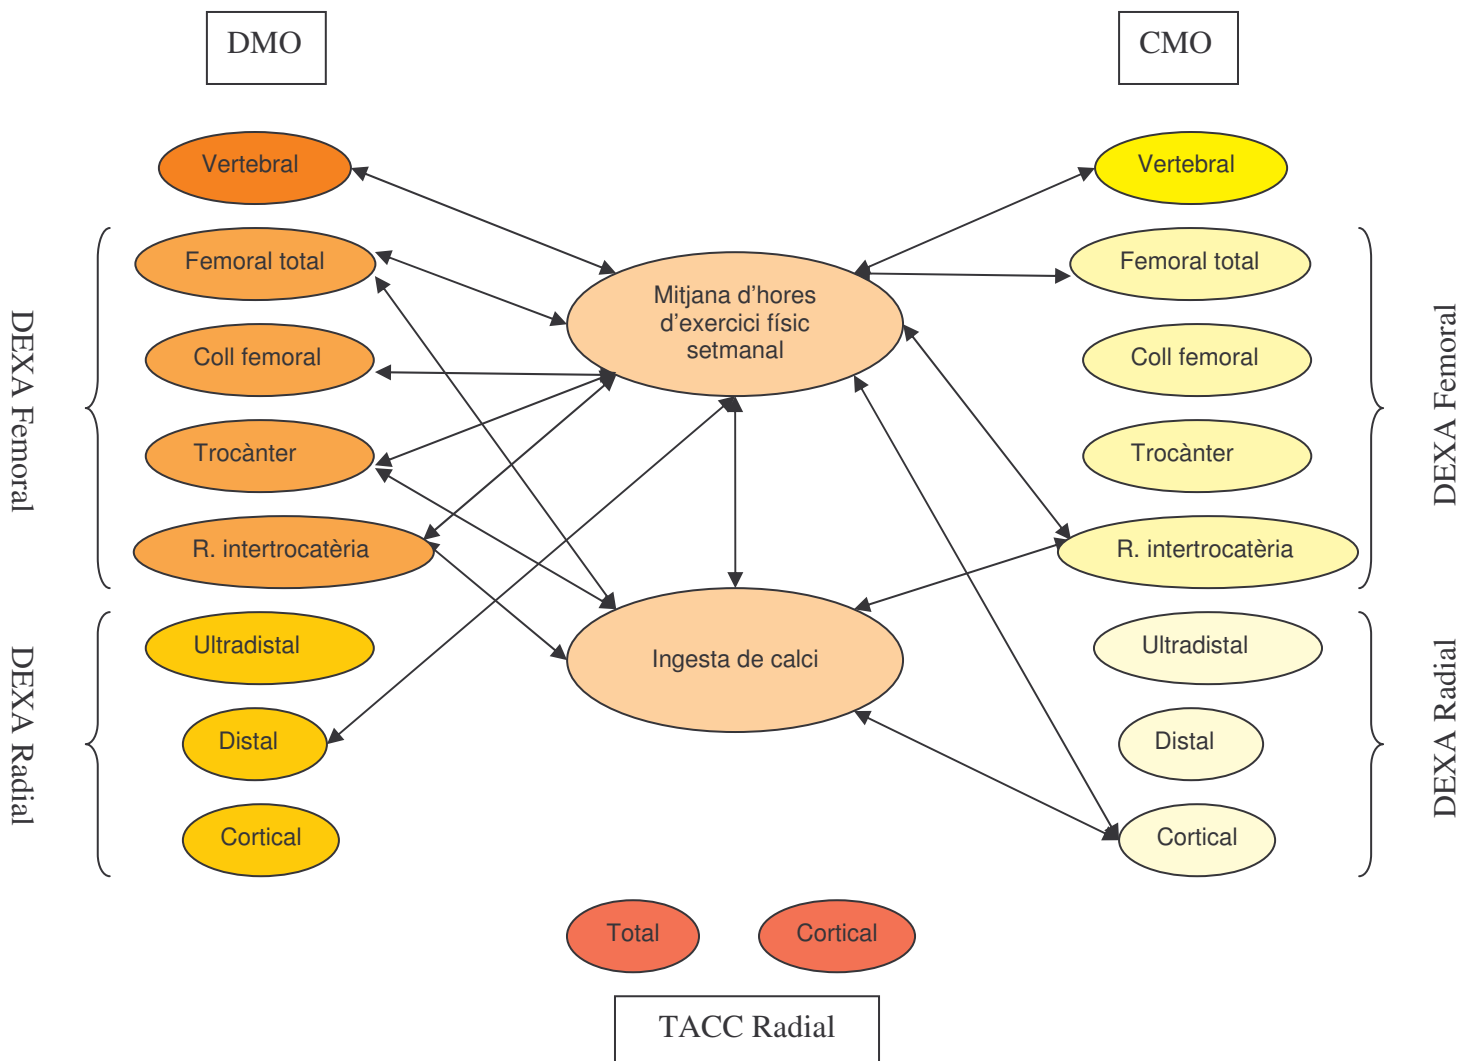 DMO
CMO
Vertebral
Vertebral
Femoral total
Femoral total
Mitjana d’hores
d’exercici físic
setmanal
Coll femoral
Coll femoral
DEXA Femoral
DEXA Femoral
Trocànter
Trocànter
R. intertrocatèria
R. intertrocatèria
Ultradistal
Ultradistal
Ingesta de calci
DEXA Radial
DEXA Radial
Distal
Distal
Cortical
Cortical
Total
Cortical
TACC Radial